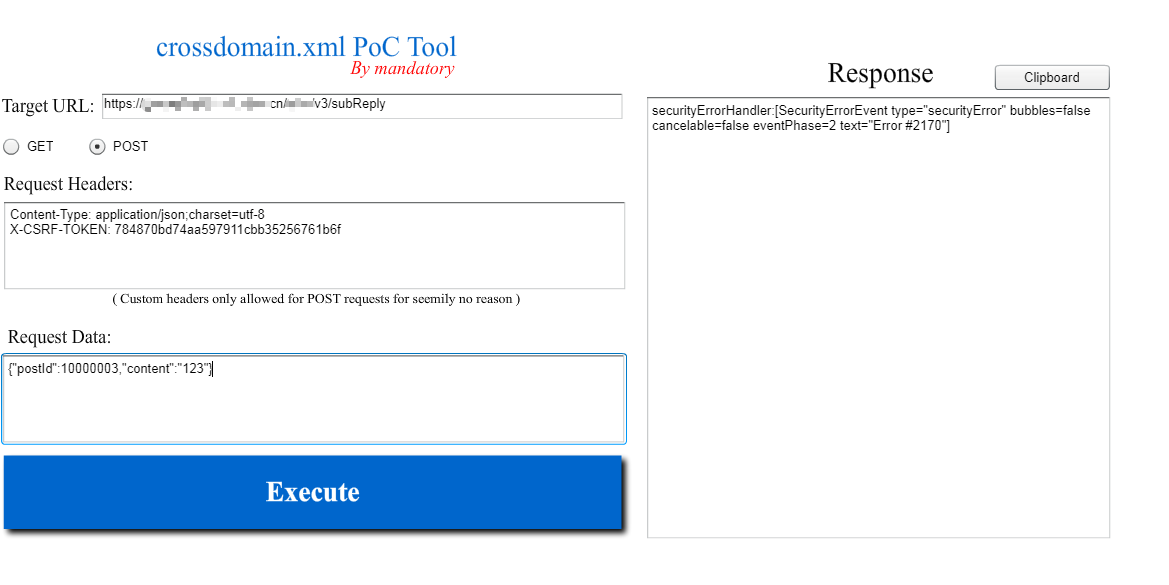 crossdomain.xml PoC Tool
By mandatory
Target URL: https:// cn/ /v3/subReply
GET POST
Request Headers:
Content-Type: application/json;charset=utf-8
X-CSRF-TOKEN: 784870bd74aa597911cbb35256761b6f
( Custom headers only allowed for POST requests for seemily no reason )
Request Data:
{"postId":10000003,"content":"123"}
Execute
Response
Clipboard
securityErrorHandler:[SecurityErrorEvent type="securityError" bubbles=false
cancelable=false eventPhase=2 text="Error #2170"]